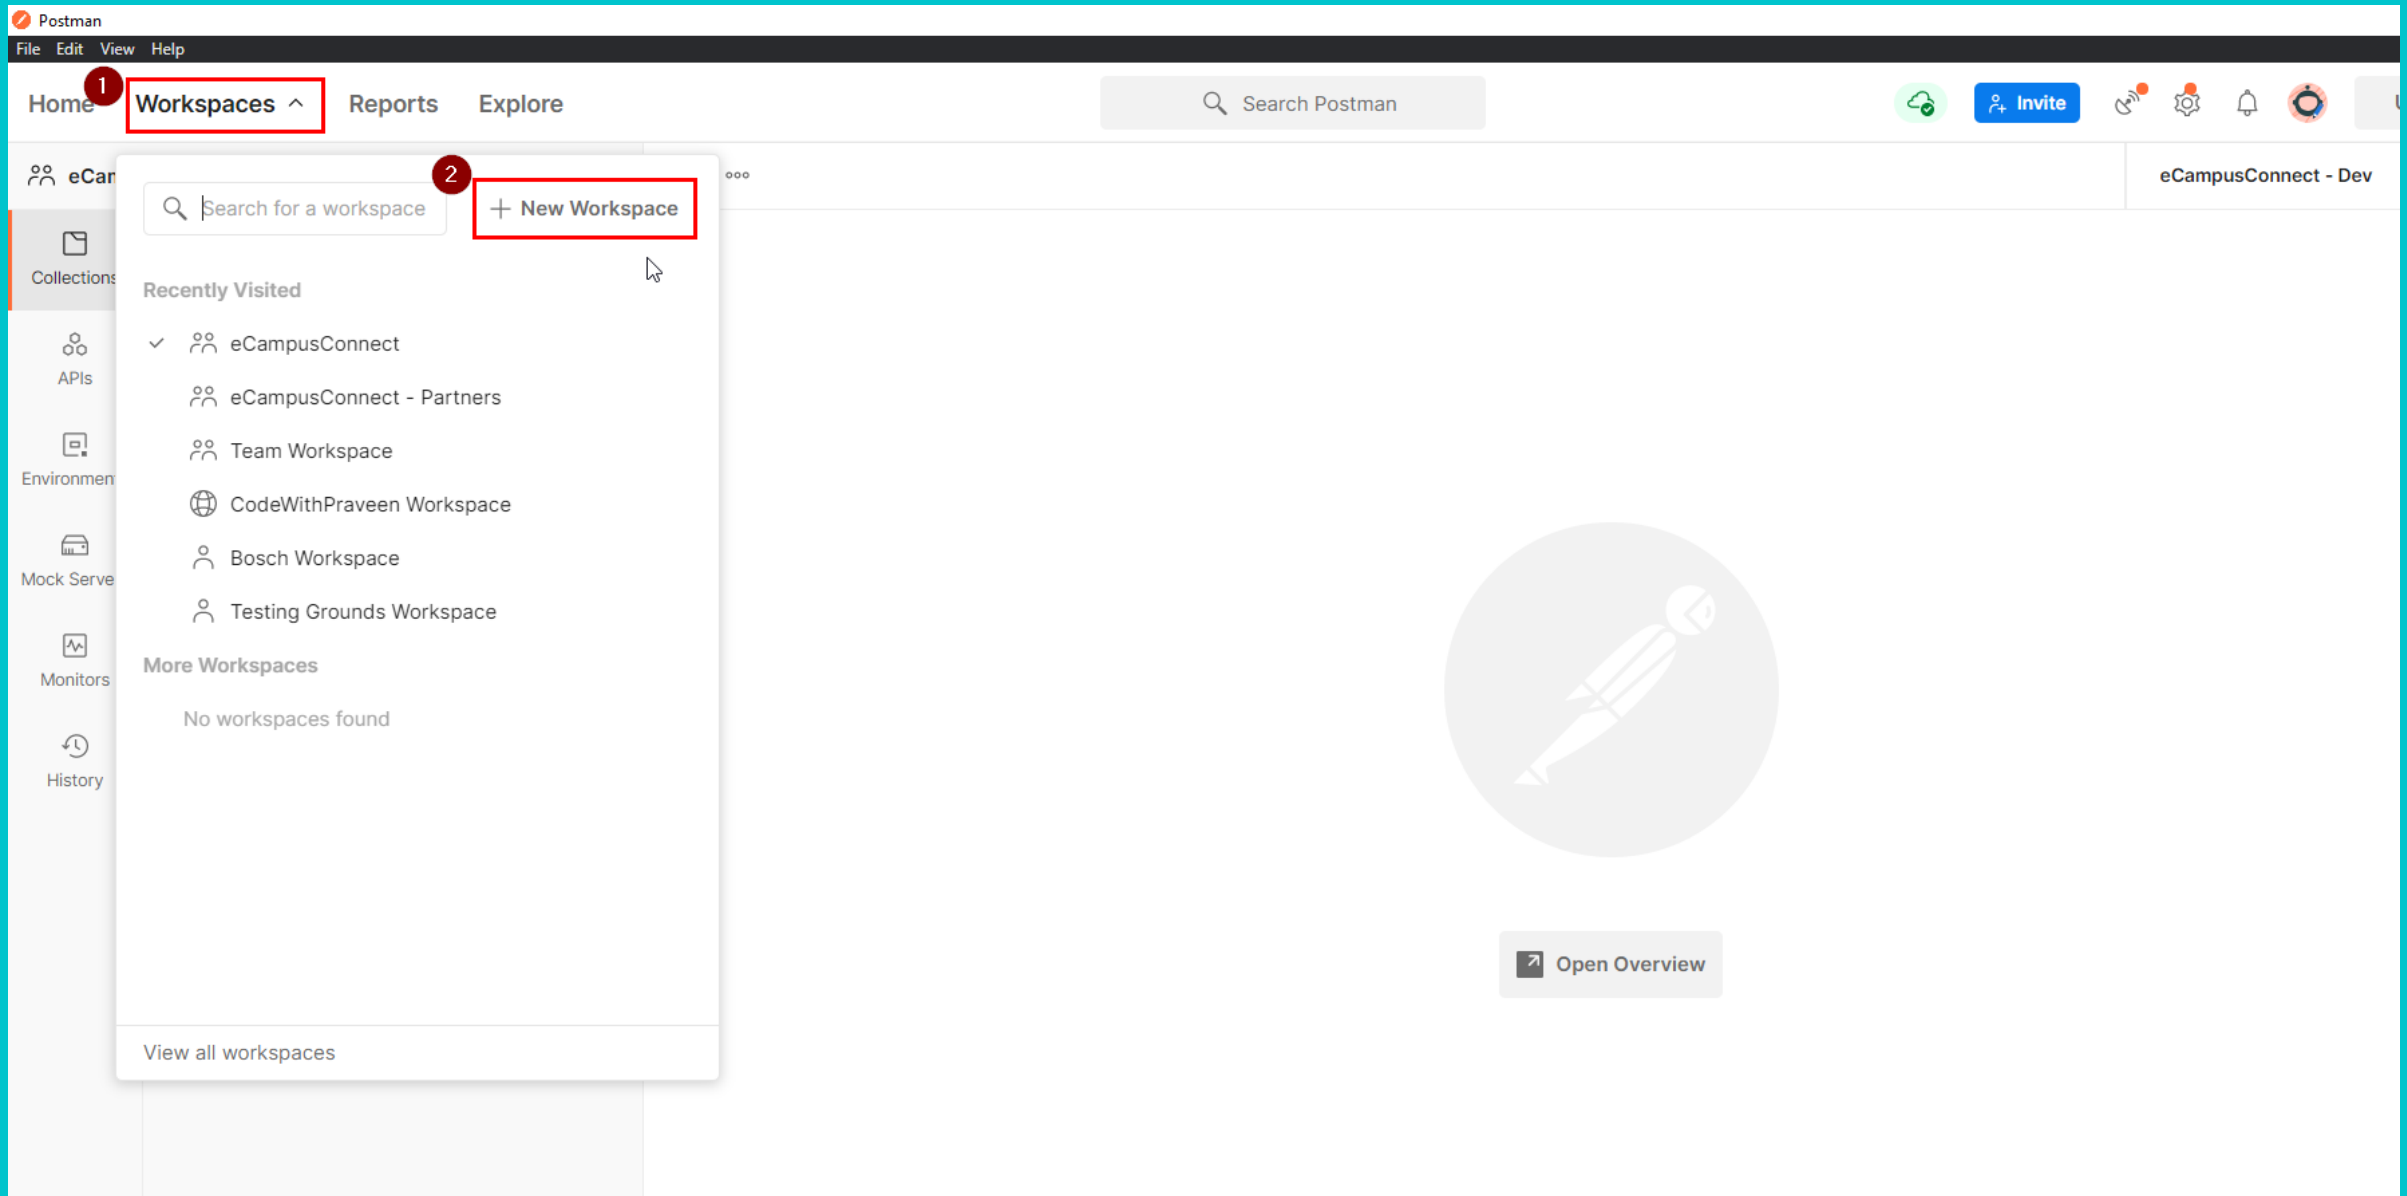 Postman
File Edit View Help
1
Home Workspaces Reports Explore
Search Postman
Invite
eCan
2
Search for a workspace
New Workspace
eCampusConnect - Dev
Collections
Recently Visited
eCampusConnect
APIs
eCampusConnect - Partners
Team Workspace
Environmen
CodeWithPraveen Workspace
Bosch Workspace
Mock Serve
Testing Grounds Workspace
More Workspaces
Monitors
No workspaces found
History
Open Overview
View all workspaces